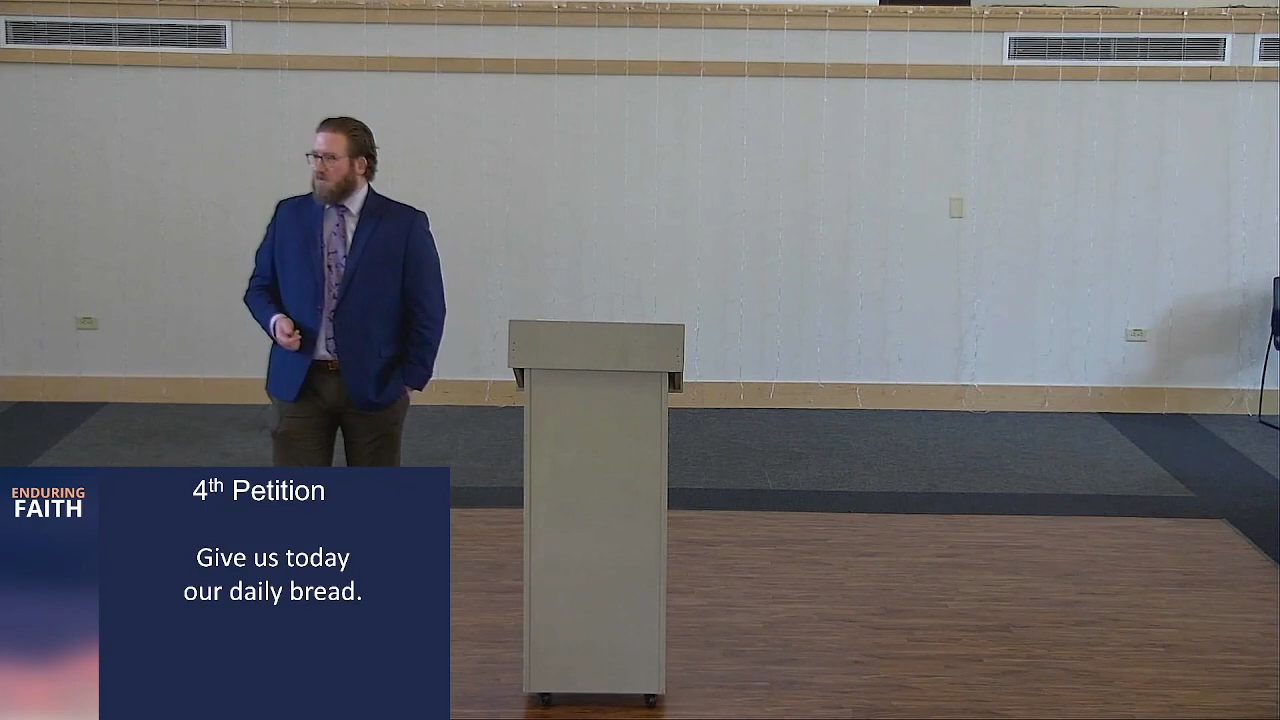 ENDURING
FAITH
4th Petition
Give us today
our daily bread.